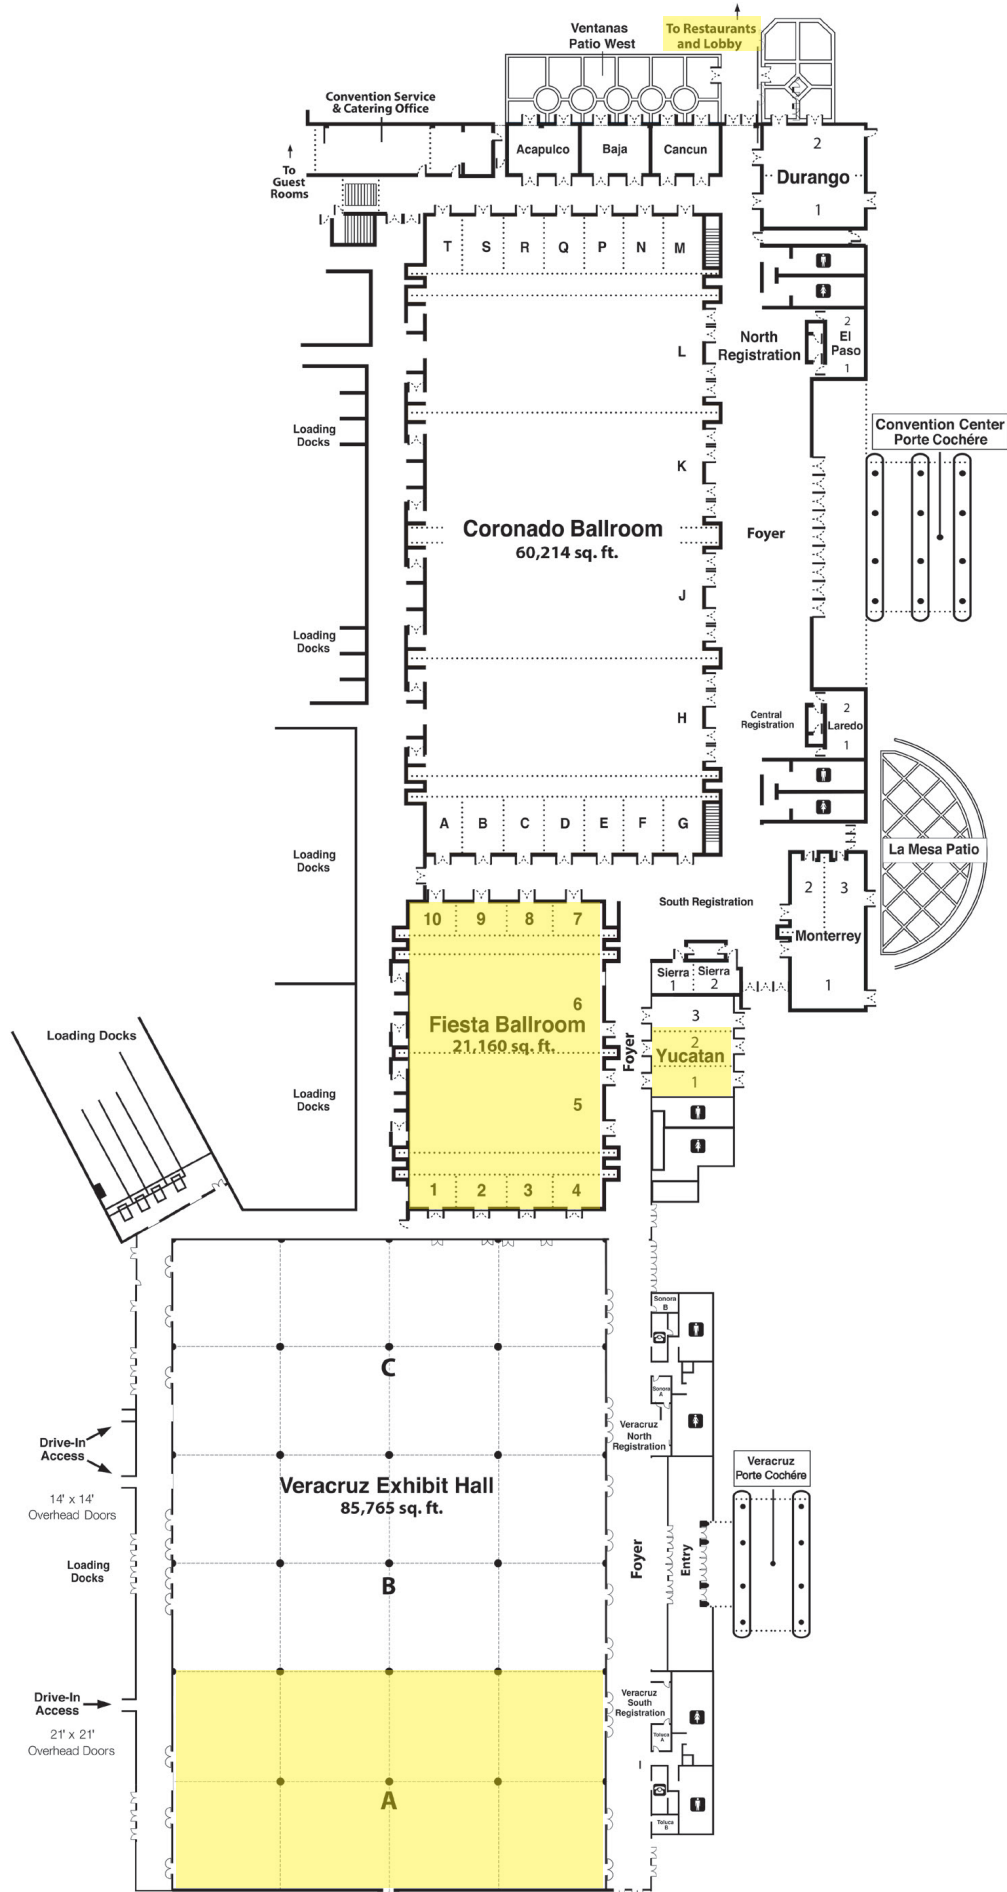 Ventanas
Patio West
To Restaurants
and Lobby
Convention Service
& Catering Office
To
Guest
Rooms
Acapulco
Baja
Cancun
2
Durango
1
T
S
R
Q
P
N
M
L
North
Registration
2
El
Paso
1
Loading
Docks
Convention Center
Porte Cochére
K
Coronado Ballroom
60,214 sq. ft.
Foyer
J
Loading
Docks
H
Central
Registration
2
Laredo
1
A
B
C
D
E
F
G
Loading
Docks
La Mesa Patio
2
3
Monterrey
1
South Registration
10
9
8
7
6
Fiesta Ballroom
21,160 sq. ft.
5
1
2
3
4
Foyer
Sierra
1
Sierra
2
3
2
Yucatan
1
Loading Docks
Loading
Docks
Sonora
B
Sonora
A
C
Veracruz
North
Registration
Drive-In
Access
14' x 14'
Overhead Doors
Veracruz Exhibit Hall
85,765 sq. ft.
Veracruz
Porte Cochére
Loading
Docks
B
Foyer
Entry
Drive-In
Access
21' x 21'
Overhead Doors
Veracruz
South
Registration
Toluca
A
A
Toluca
B